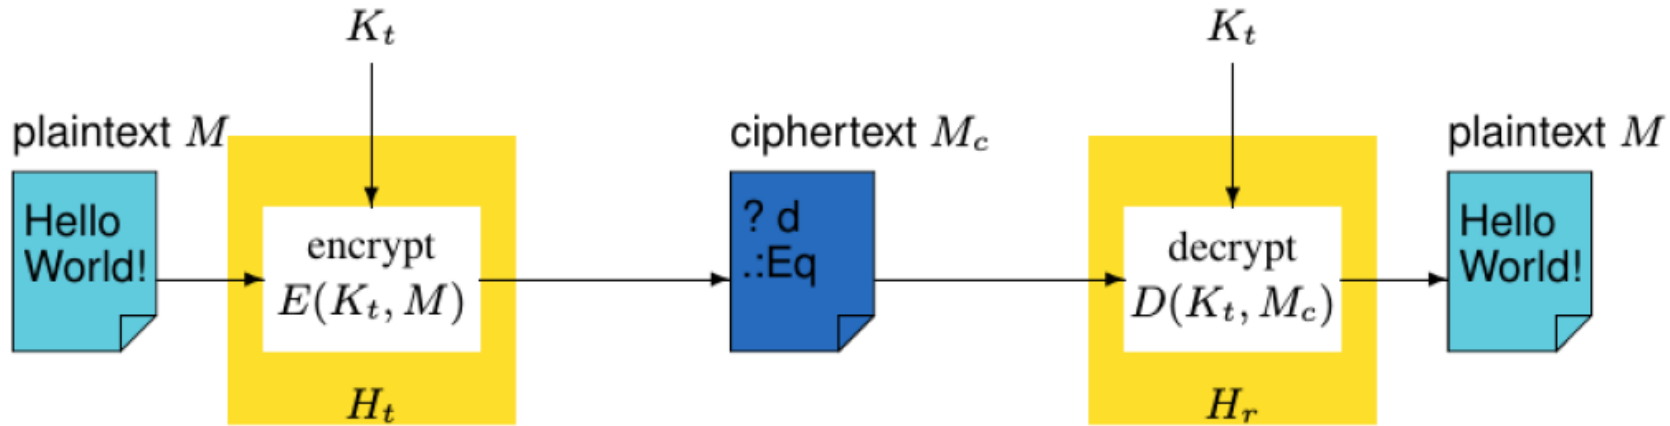 K_t
K_t
plaintext M
ciphertext M_c
plaintext M
Hello
World!
encrypt
E(K_t, M)
? d
.:Eq
decrypt
D(K_t, M_c)
Hello
World!
H_t
H_r